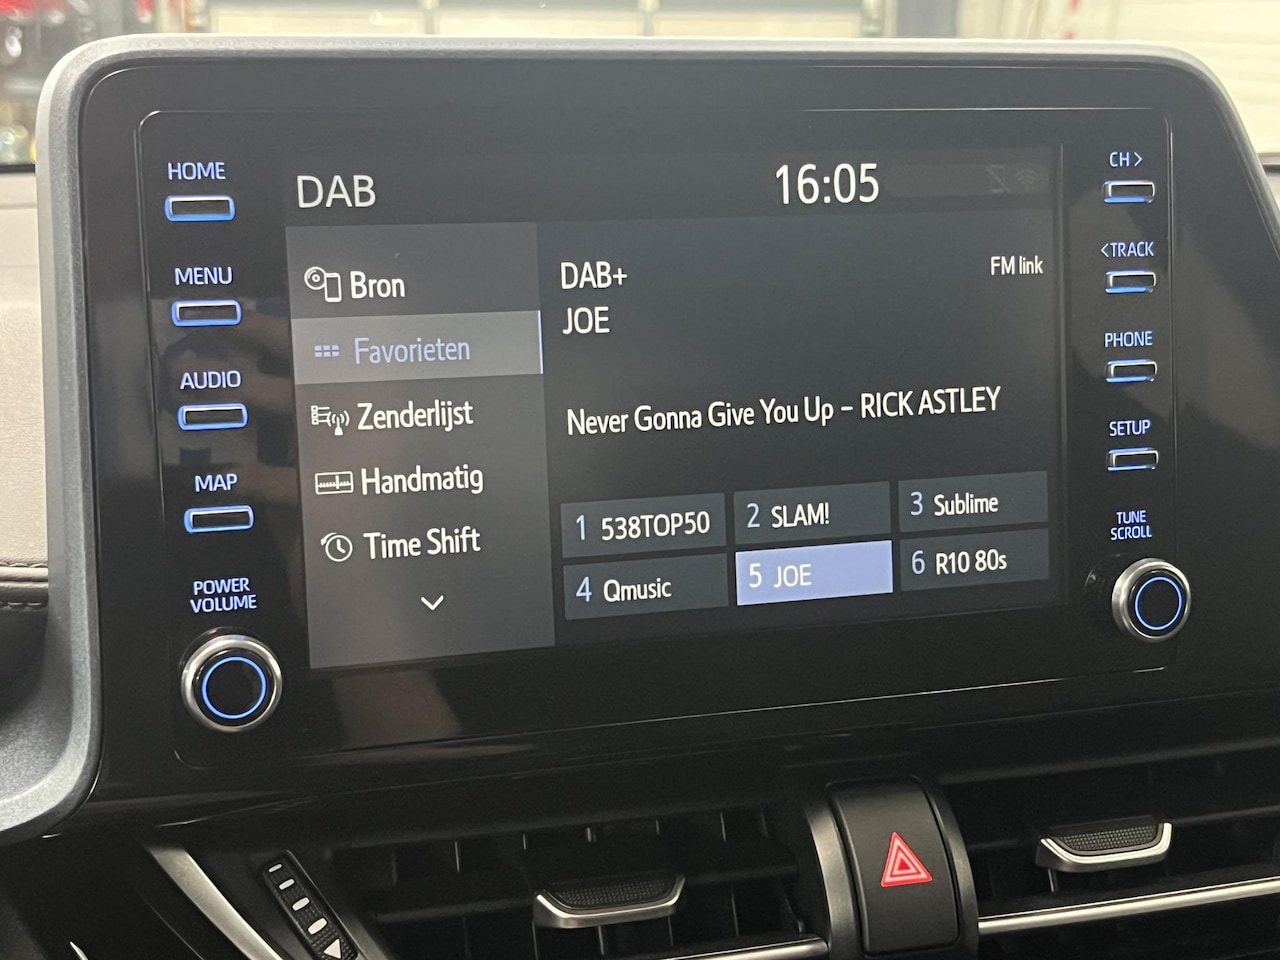 HOME
MENU
AUDIO
MAP
POWER
VOLUME
DAB
16:05
Bron
Favorieten
Zenderlijst
Handmatig
Time Shift
DAB+
FM link
JOE
Never Gonna Give You Up - RICK ASTLEY
1 538TOP50
2 SLAM!
3 Sublime
4 Qmusic
5 JOE
6 R10 80s
CH>
<TRACK
PHONE
SETUP
TUNE
SCROLL